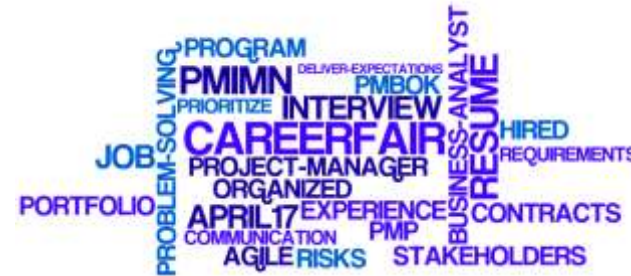 PROGRAM
DELIVER-EXPECTATIONS
PMIMN
PMBOK
PRIORITIZE
INTERVIEW
CAREERFAIR
HIRED
JOB
PROJECT-MANAGER
REQUIREMENTS
ORGANIZED
PORTFOLIO
APRIL17
EXPERIENCE
CONTRACTS
COMMUNICATION
PMP
AGILE
RISKS
STAKEHOLDERS
PROBLEM-SOLVING
BUSINESS-ANALYST
RESUME